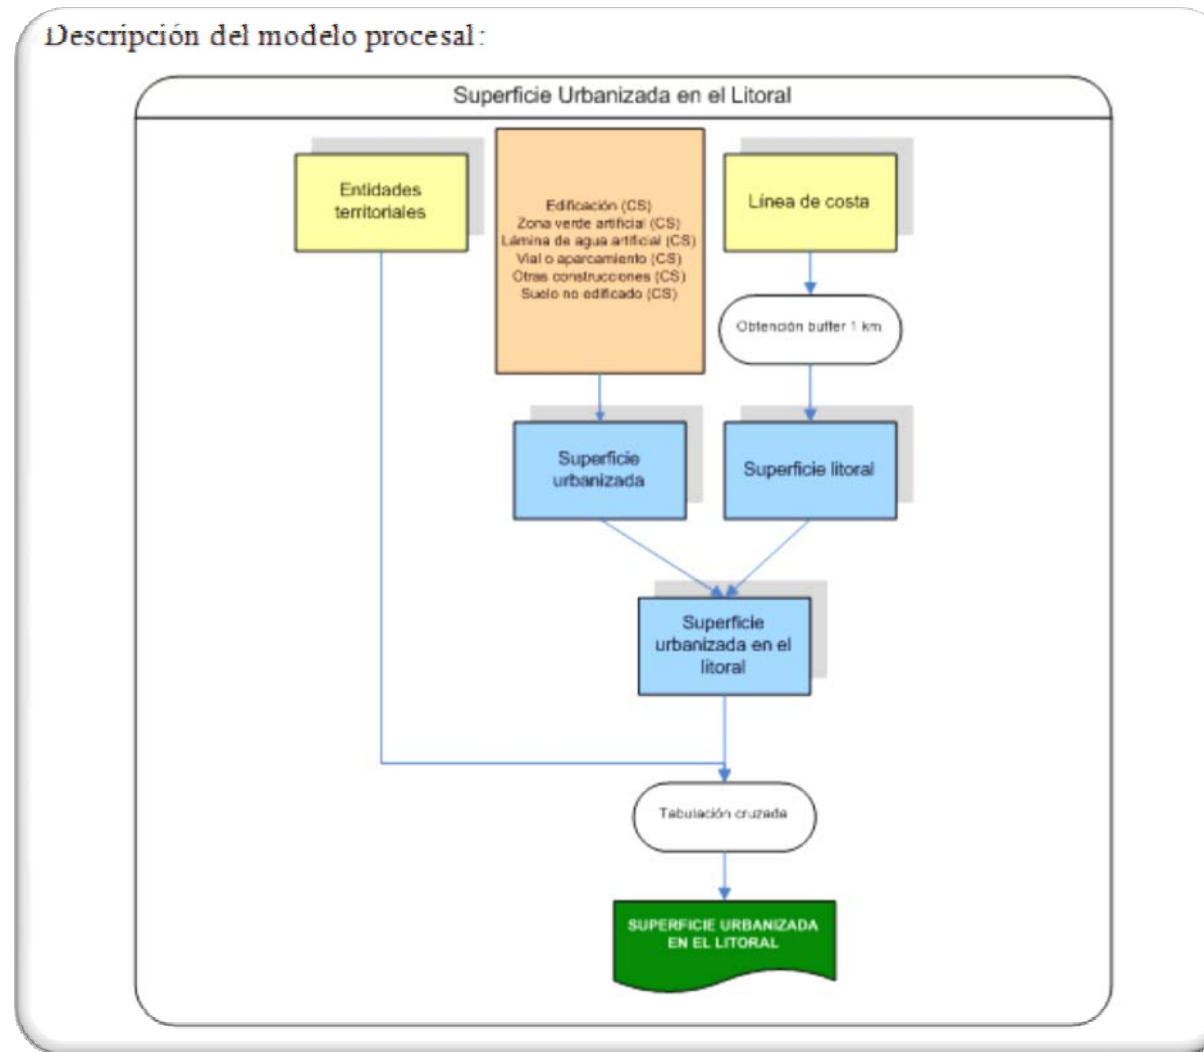 Descripción del modelo procesal:
Superficie Urbanizada en el Litoral
Entidades
territoriales
Edificación (CS)
Zona verde artificial (CS)
Lámina de agua artificial (CS)
Vial o aparcamiento (CS)
Otras construcciones (CS)
Suelo no edificado (CS)
Línea de costa
Obtención buffer 1 km
Superficie
urbanizada
Superficie litoral
Superficie
urbanizada en el
litoral
Tabulación cruzada
SUPERFICIE URBANIZADA
EN EL LITORAL